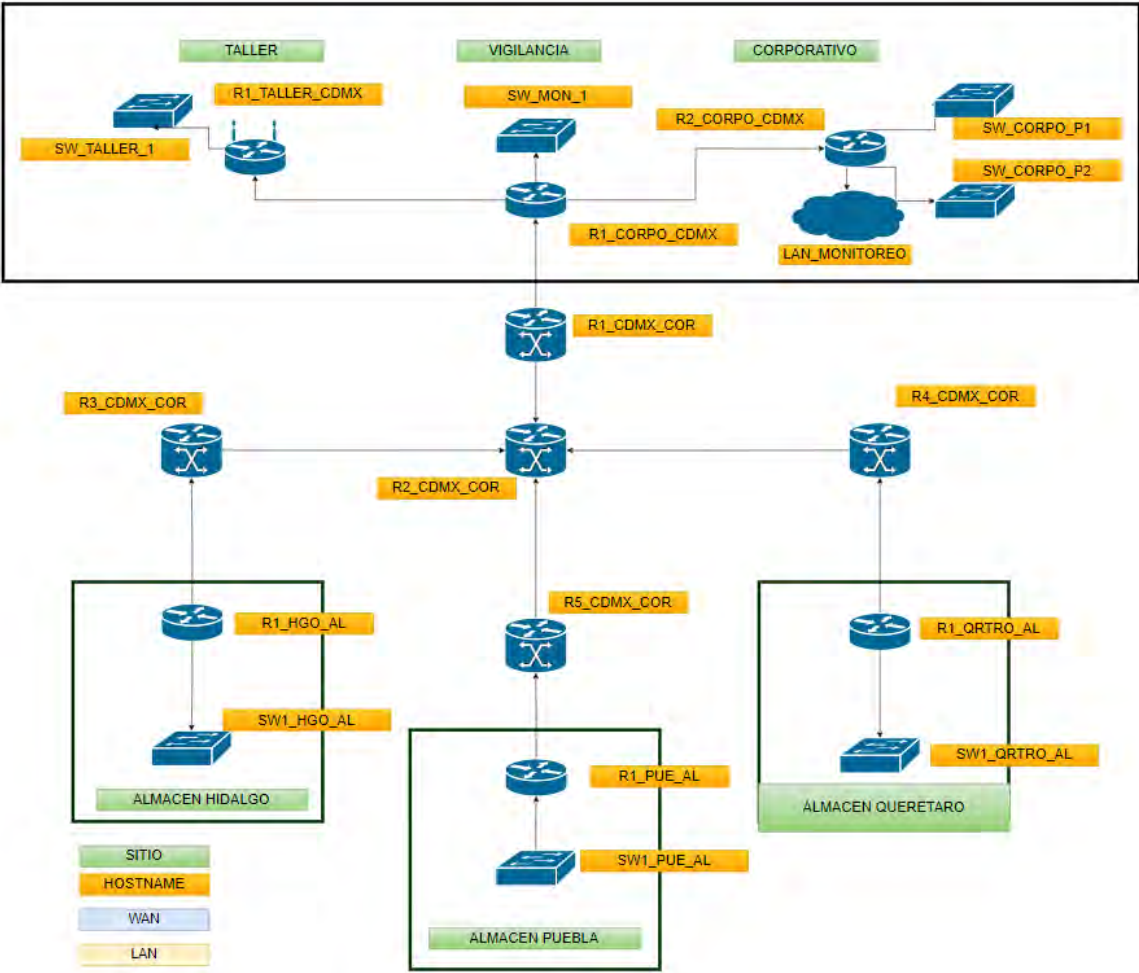 TALLER
VIGILANCIA
CORPORATIVO
R1_TALLER_CDMX
SW_MON_1
R2_CORPO_CDMX
SW_CORPO_P1
SW_TALLER_1
SW_CORPO_P2
R1_CORPO_CDMX
LAN_MONITOREO
R1_CDMX_COR
R3_CDMX_COR
R4_CDMX_COR
R2_CDMX_COR
R5_CDMX_COR
R1_HGO_AL
R1_QRTRO_AL
SW1_HGO_AL
SW1_QRTRO_AL
R1_PUE_AL
ALMACEN HIDALGO
ALMACEN QUERETARO
SW1_PUE_AL
ALMACEN PUEBLA
SITIO
HOSTNAME
WAN
LAN